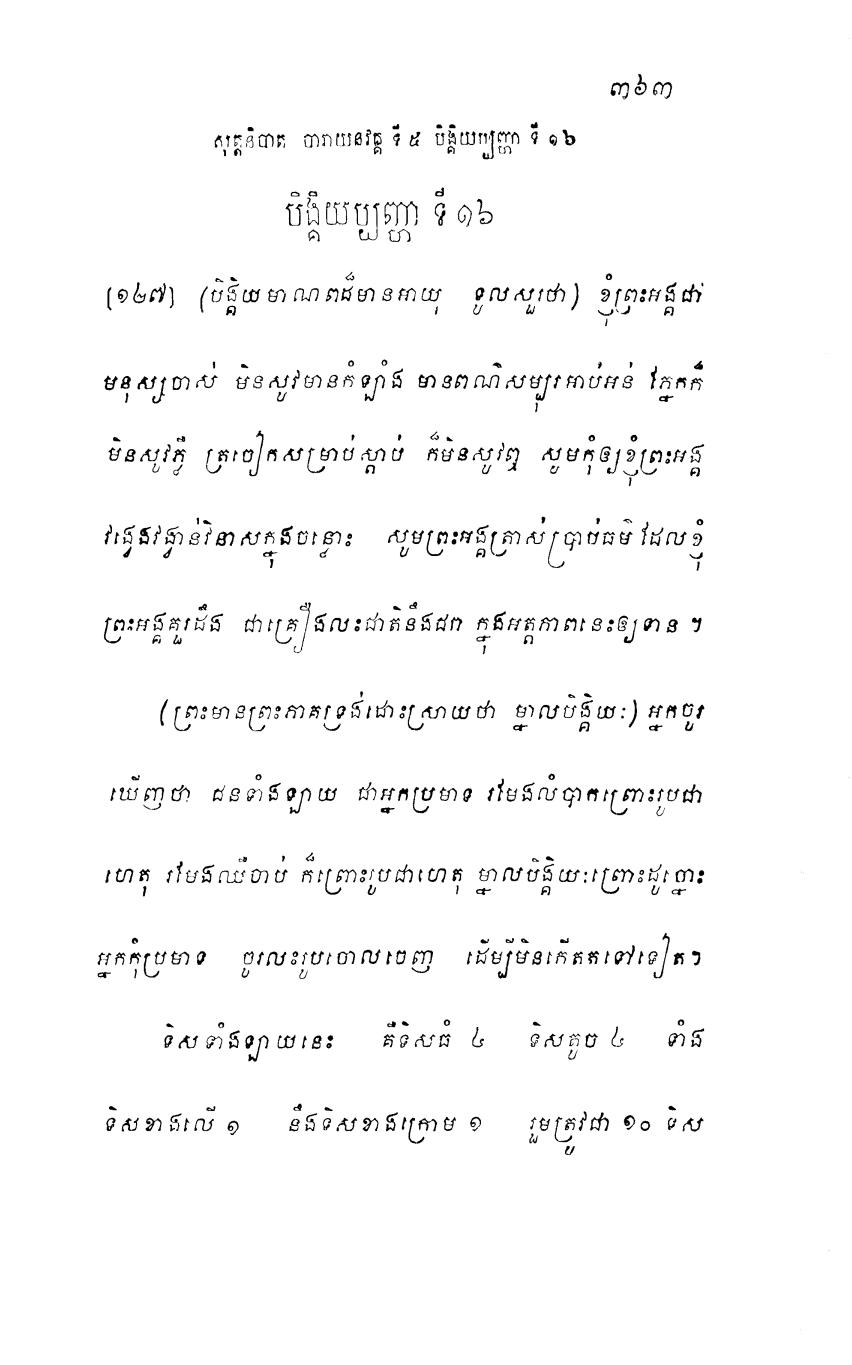 ៣៦៣
សុត្តនិបាត បារាយនវគ្គ ទី ៥ បិង្គិយប្បញ្ហា ទី ១៦
បិង្គិយប្បញ្ហា ទី ១៦
[១២៧] (បិង្គិយមាណពដ៏មានអាយុ ទូលសួរថា) ខ្ញុំព្រះអង្គជា
មនុស្សចាស់ មិនសូវមានកំឡាំង មានពណ៌សម្បុរអាប់អន់ ភ្នែកក៏
មិនសូវភ្លឺ ត្រចៀកសម្រាប់ស្តាប់ ក៏មិនសូវឮ សូមកុំឲ្យខ្ញុំព្រះអង្គ
វង្វេងវង្វាន់វិនាសក្នុងចន្លោះ សូមព្រះអង្គត្រាស់ប្រាប់ធម៌ ដែលខ្ញុំ
ព្រះអង្គគួរដឹង ជាគ្រឿងលះជាតិនឹងជរា ក្នុងអត្តភាពនេះឲ្យទាន ។
(ព្រះមានព្រះភាគទ្រង់ដោះស្រាយថា ម្នាលបិង្គិយៈ) អ្នកចូរ
ឃើញថា ជនទាំងឡាយ ជាអ្នកប្រមាទ រមែងលំបាកព្រោះរូបជា
ហេតុ រមែងឈឺចាប់ ក៏ព្រោះរូបជាហេតុ ម្នាលបិង្គិយៈព្រោះដូច្នោះ
អ្នកកុំប្រមាទ ចូរលះរូបចោលចេញ ដើម្បីមិនកើតតទៅទៀត។
ទិសទាំងឡាយនេះ គឺទិសធំ ៤ ទិសតូច ៤ ទាំង
ទិសខាងលើ ១ នឹងទិសខាងក្រោម ១ រួមត្រូវជា ១០ ទិស